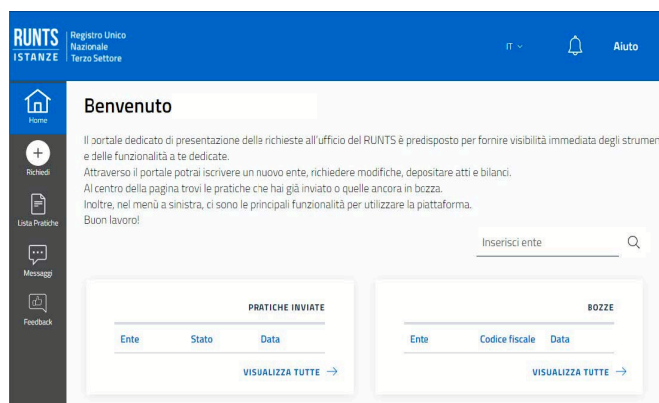 RUNTS
ISTANZE
Registro Unico
Nazionale
Terzo Settore
IT
Aiuto
Home
Richiedi
Lista Pratiche
Messaggi
Feedback
Benvenuto
Il portale dedicato di presentazione delle richieste all'ufficio del RUNTS è predisposto per fornire visibilità immediata degli strumen
e delle funzionalità a te dedicate.
Attraverso il portale potrai iscrivere un nuovo ente, richiedere modifiche, depositare atti e bilanci.
Al centro della pagina trovi le pratiche che hai già inviato o quelle ancora in bozza.
Inoltre, nel menù a sinistra, ci sono le principali funzionalità per utilizzare la piattaforma.
Buon lavoro!
Inserisci ente
PRATICHE INVIATE
Ente Stato Data
VISUALIZZA TUTTE
BOZZE
Ente Codice fiscale Data
VISUALIZZA TUTTE